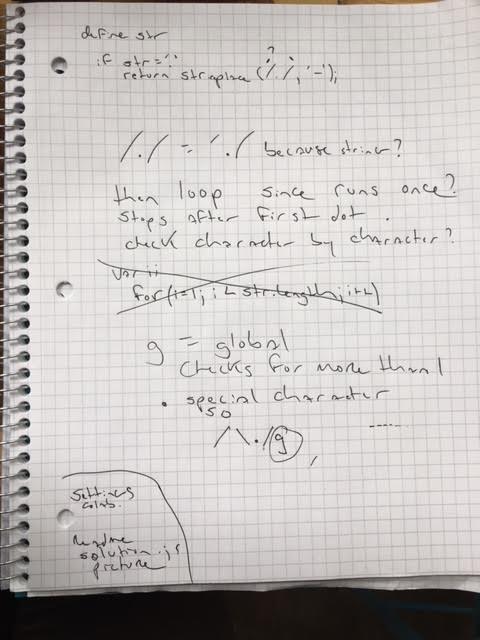 define str
if str = '.'
return str.replace (/./, '-');
?
/./ = './ because string?
then loop since runs once?
stops after first dot.
check character by character?
var i;
for (i=1; i < str.length; i++)
g = global
checks for more than 1
. special character
so
/\./g,
-----
settings
colab.
Readme
solution.js
picture